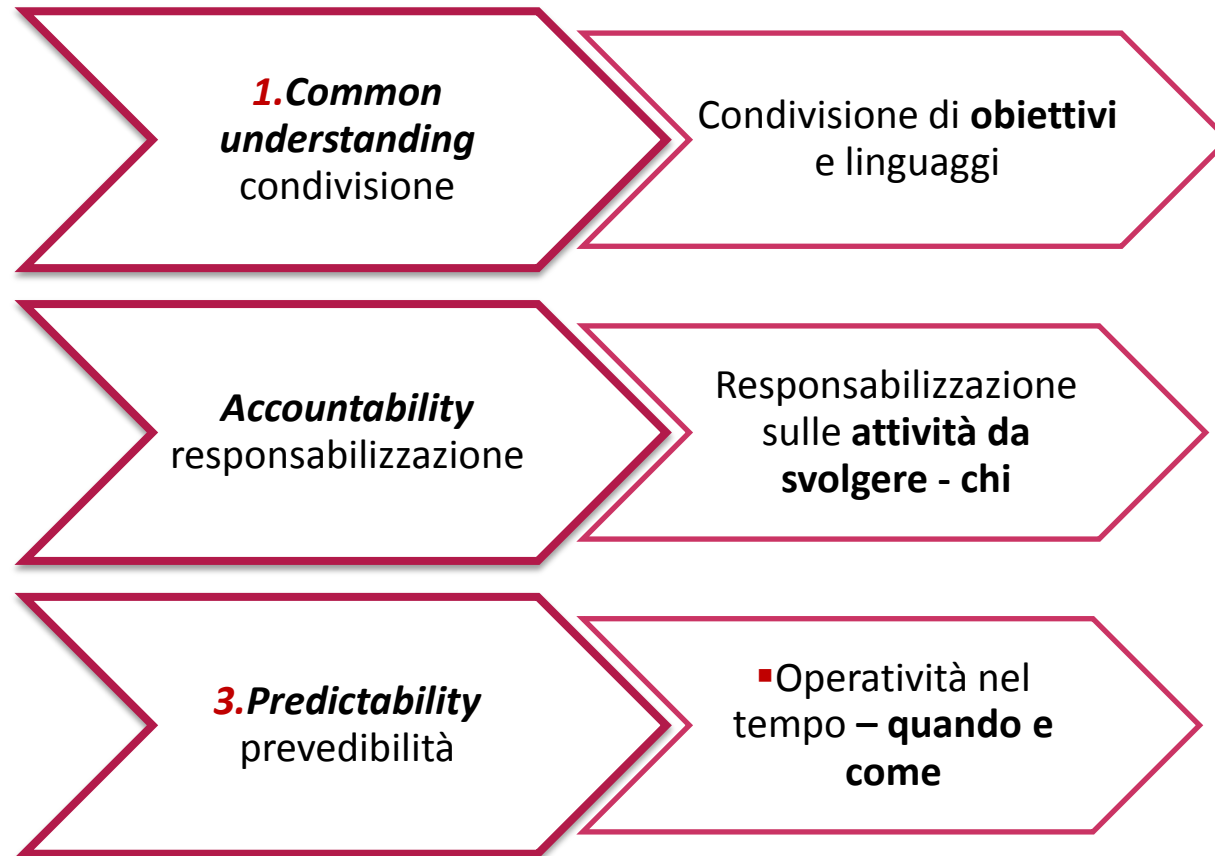 1.Common
understanding
condivisione
Condivisione di obiettivi
e linguaggi
Accountability
responsabilizzazione
Responsabilizzazione
sulle attività da
svolgere - chi
3.Predictability
prevedibilità
▪Operatività nel
tempo – quando e
come